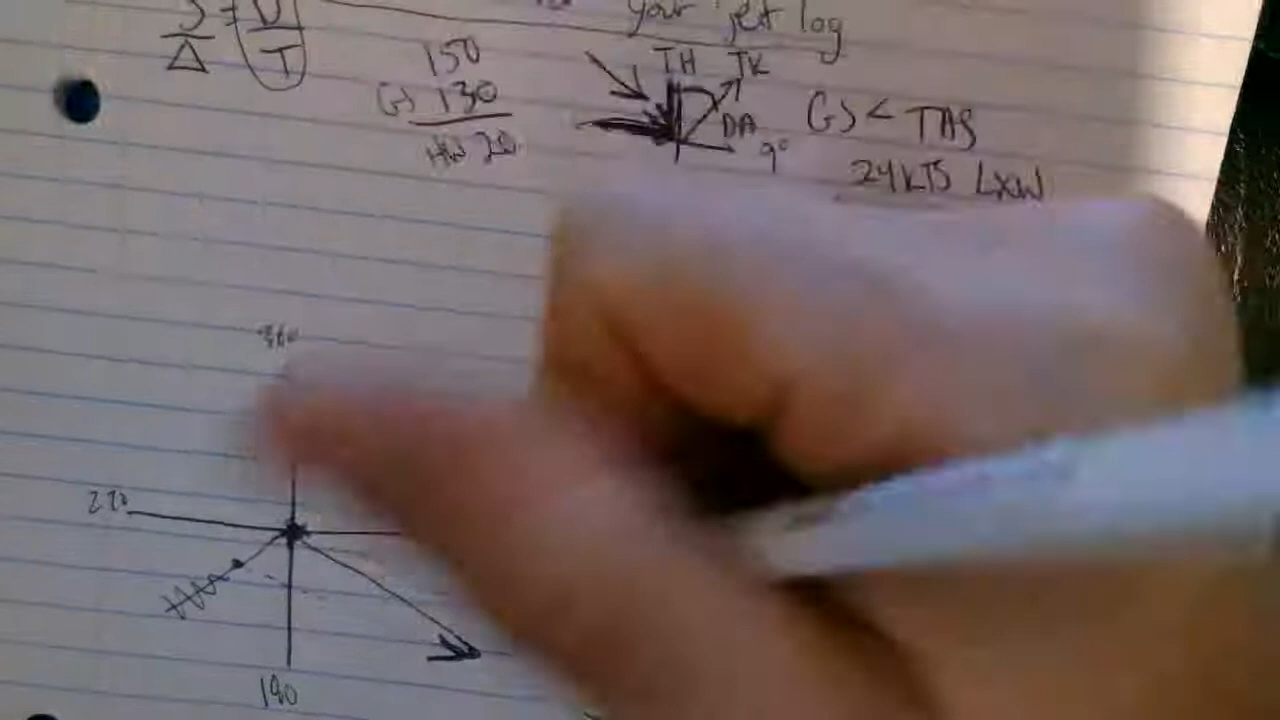 your jet log
S = D
Δ T
150
GS 130
HW 20
TH TK
DA
9°
GS < TAS
24KTS LXW
360
270
180